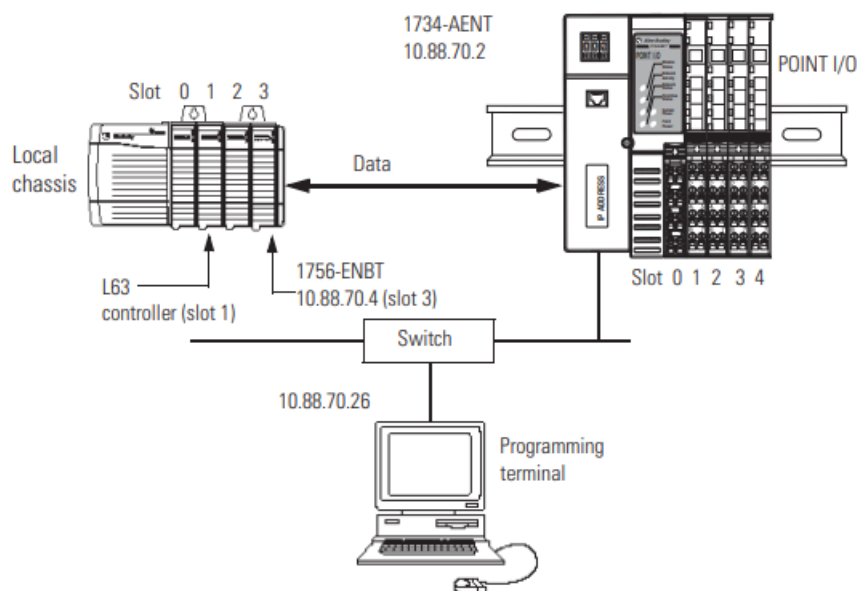 1734-AENT
10.88.70.2
POINT I/O
POINT I/O
Slot 0 1 2 3
Local
chassis
Data
IP ADDRESS
Slot 0 1 2 3 4
L63
controller (slot 1)
1756-ENBT
10.88.70.4 (slot 3)
Switch
10.88.70.26
Programming
terminal